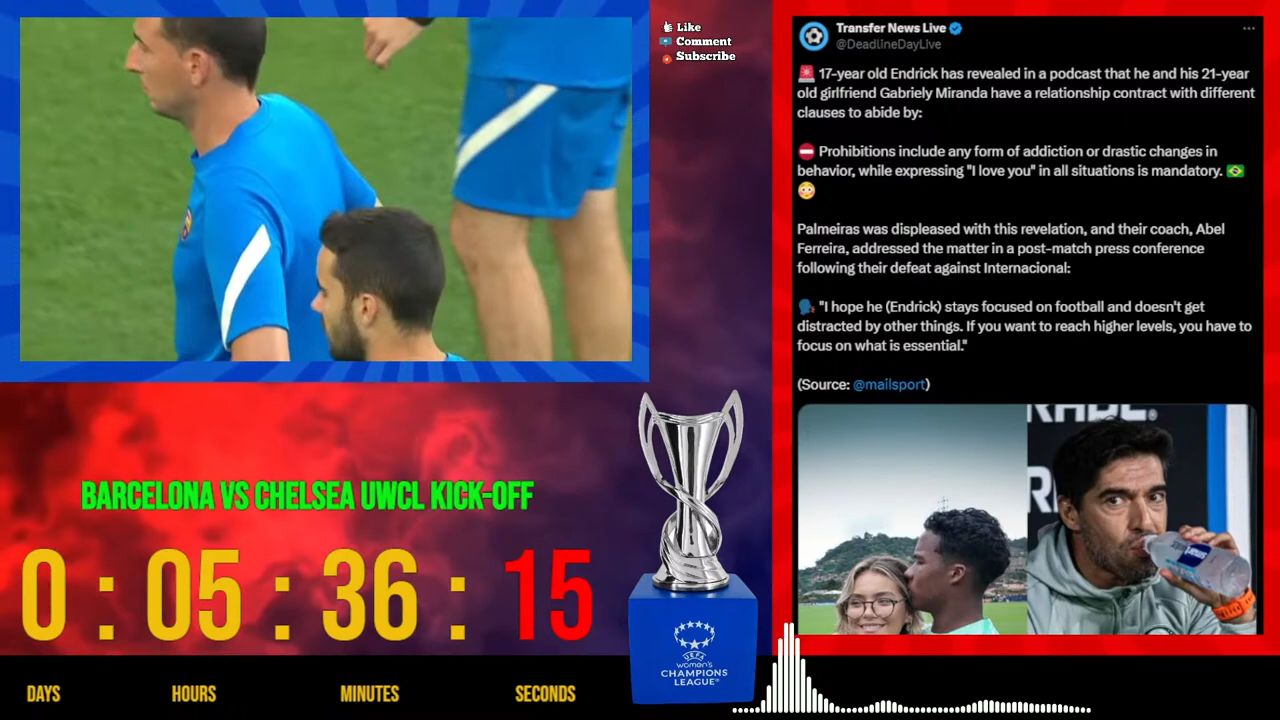 Like
Comment
Subscribe
Transfer News Live
@DeadlineDayLive
17-year old Endrick has revealed in a podcast that he and his 21-year
old girlfriend Gabriely Miranda have a relationship contract with different
clauses to abide by:
Prohibitions include any form of addiction or drastic changes in
behavior, while expressing "I love you" in all situations is mandatory.
Palmeiras was displeased with this revelation, and their coach, Abel
Ferreira, addressed the matter in a post-match press conference
following their defeat against Internacional:
"I hope he (Endrick) stays focused on football and doesn't get
distracted by other things. If you want to reach higher levels, you have to
focus on what is essential."
(Source: @mailsport)
BARCELONA VS CHELSEA UWCL KICK-OFF
0 : 05 : 36 : 15
DAYS HOURS MINUTES SECONDS
UEFA
women's
CHAMPIONS
LEAGUE